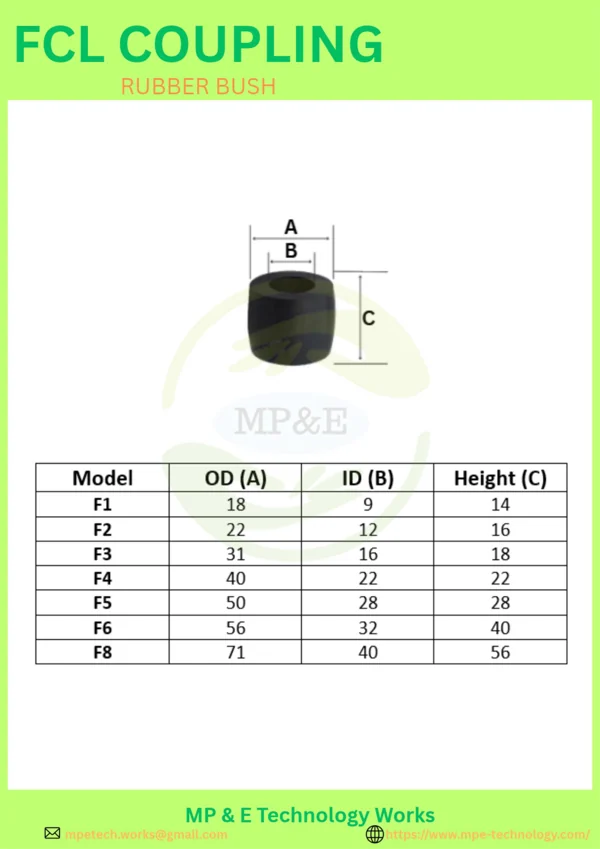 FCL COUPLING
RUBBER BUSH
A
B
C
MP&E
Model OD (A) ID (B) Height (C)
F1 18 9 14
F2 22 12 16
F3 31 16 18
F4 40 22 22
F5 50 28 28
F6 56 32 40
F8 71 40 56
MP & E Technology Works
mpetech.works@gmail.com https://www.mpe-technology.com/